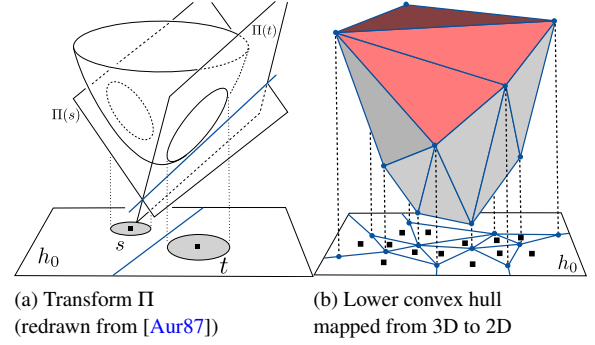 Π(t)
Π(s)
s
t
h₀
h₀
(a) Transform Π
(redrawn from [Aur87])
(b) Lower convex hull
mapped from 3D to 2D